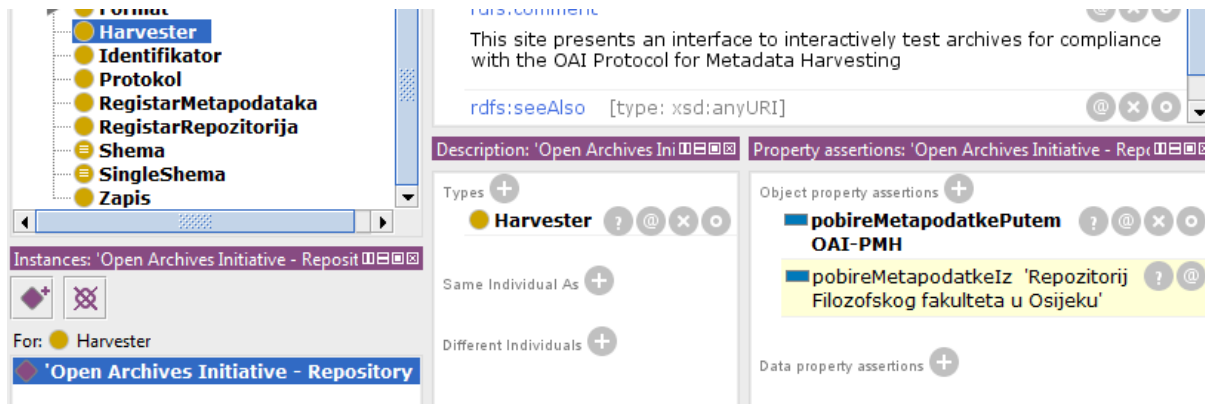 Format
Harvester
Identifikator
Protokol
RegistarMetapodataka
RegistarRepozitorija
Shema
SingleShema
Zapis
Instances: 'Open Archives Initiative - Reposit
For: Harvester
'Open Archives Initiative - Repository
rdfs:comment
This site presents an interface to interactively test archives for compliance
with the OAI Protocol for Metadata Harvesting
rdfs:seeAlso [type: xsd:anyURI]
Description: 'Open Archives Ini
Types
Harvester
Same Individual As
Different Individuals
Property assertions: 'Open Archives Initiative - Rep
Object property assertions
pobireMetapodatkePutem
OAI-PMH
pobireMetapodatkeIz 'Repozitorij
Filozofskog fakulteta u Osijeku'
Data property assertions